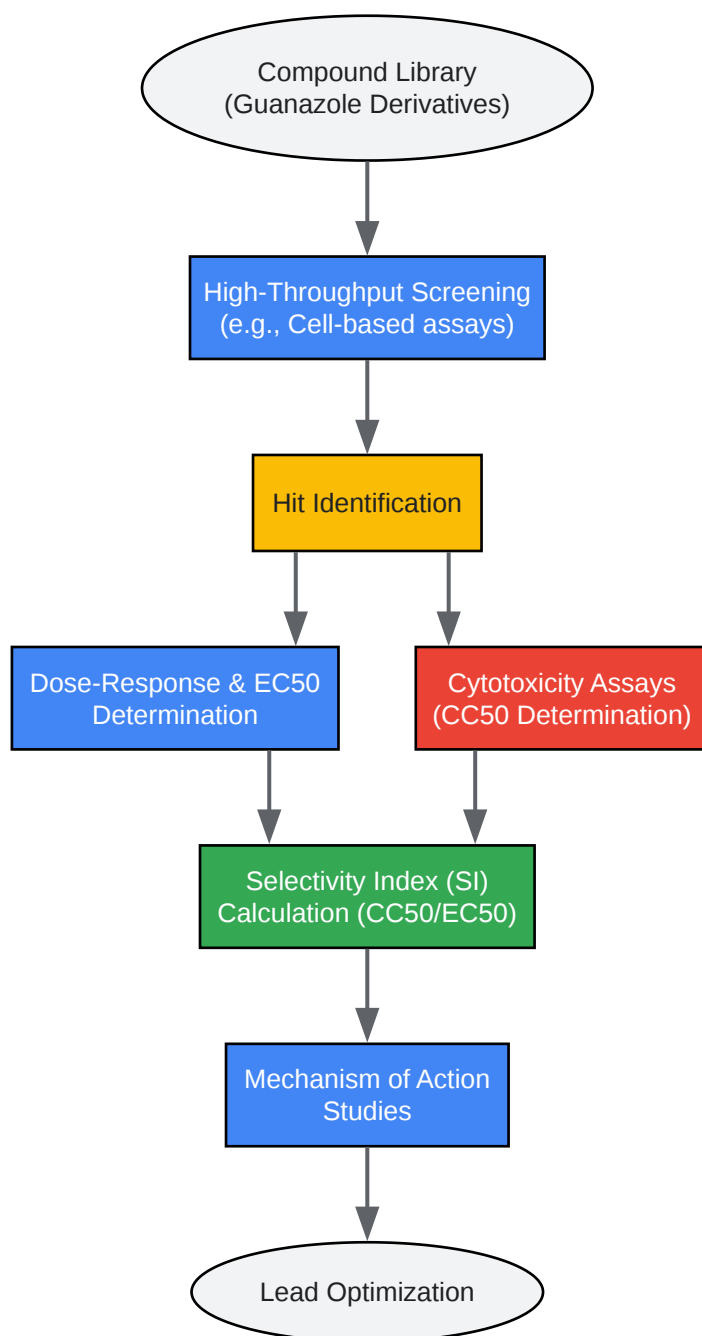 Compound Library
(Guanazole Derivatives)
High-Throughput Screening
(e.g., Cell-based assays)
Hit Identification
Dose-Response & EC50
Determination
Cytotoxicity Assays
(CC50 Determination)
Selectivity Index (SI)
Calculation (CC50/EC50)
Mechanism of Action
Studies
Lead Optimization